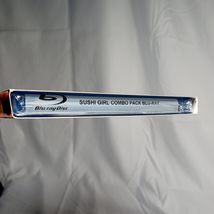 Blu-ray Disc
SUSHI GIRL COMBO PACK BLU-RAY